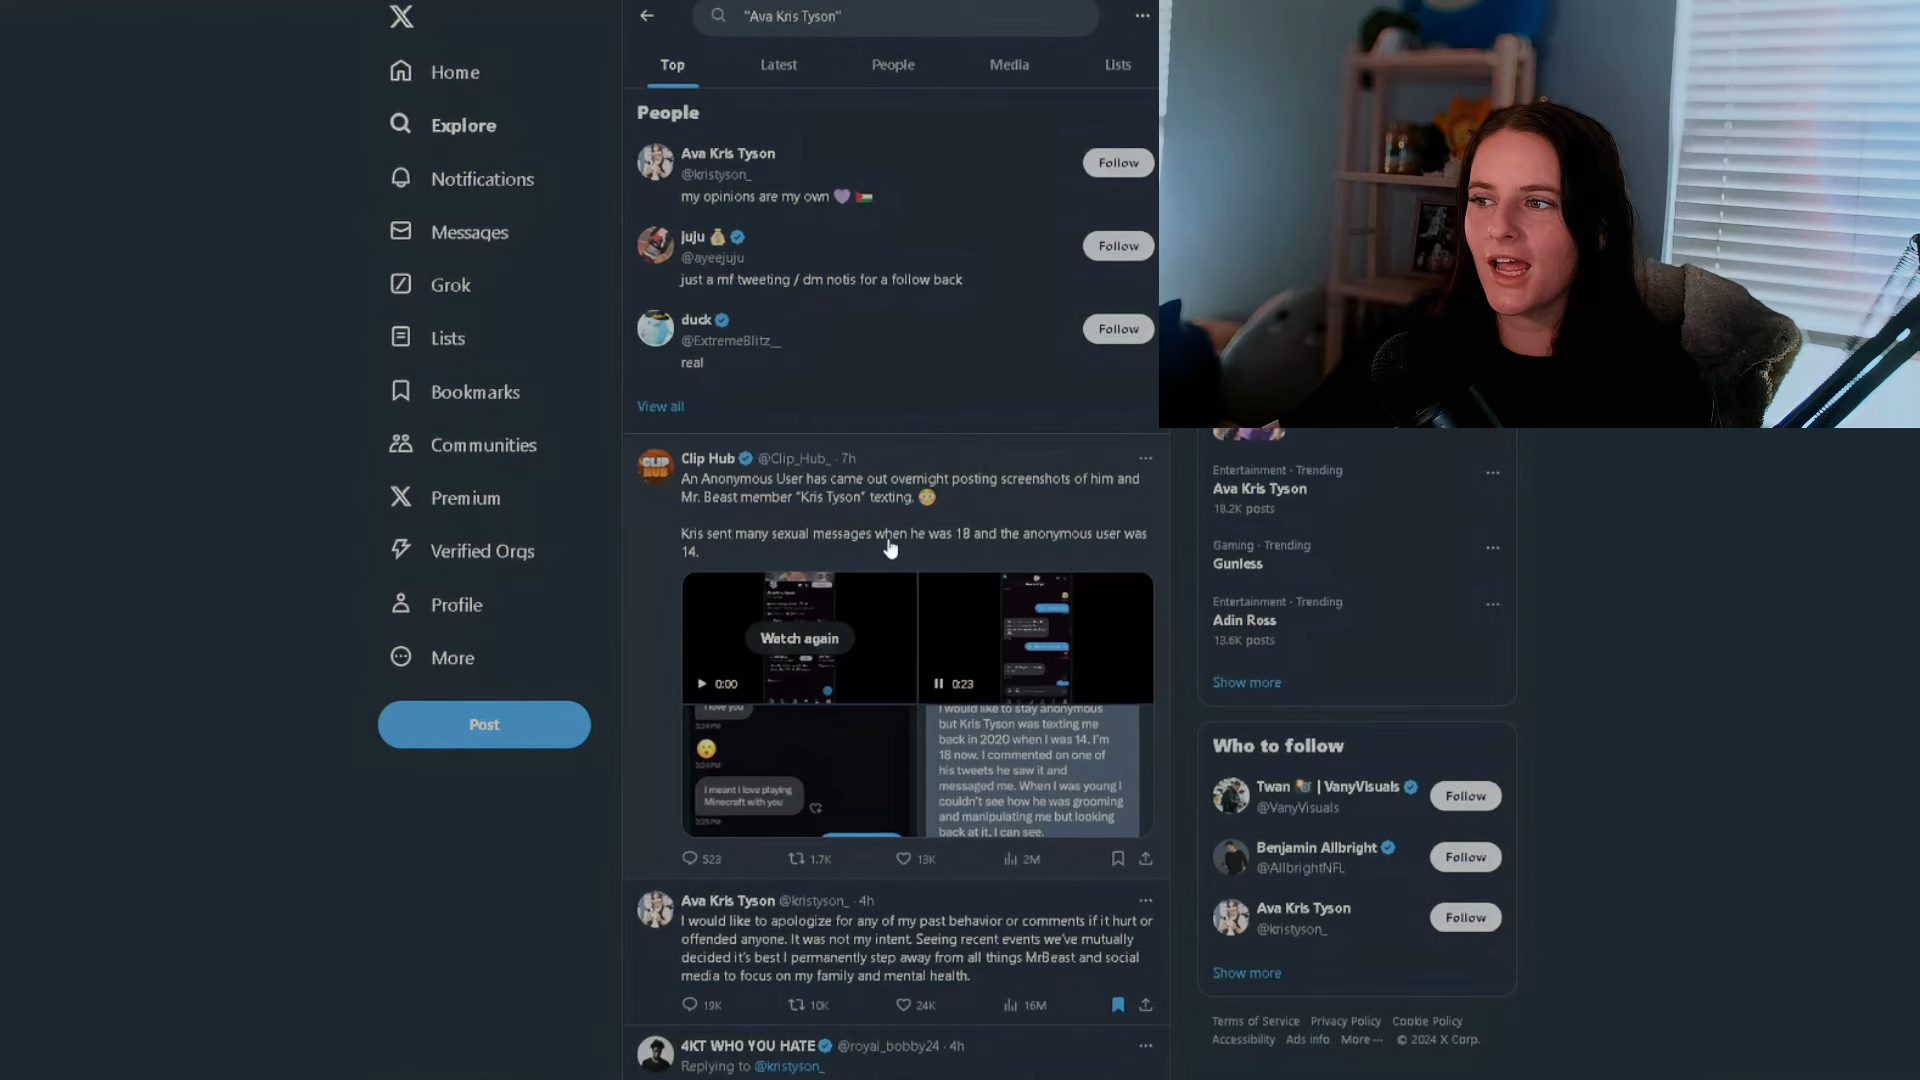 Home
Explore
Notifications
Messages
Grok
Lists
Bookmarks
Communities
Premium
Verified Orgs
Profile
More
Post
"Ava Kris Tyson"
Top
Latest
People
Media
Lists
People
Ava Kris Tyson
@kristyson_
my opinions are my own 💜 🇵🇸
Follow
juju 💰
@ayeejuju
just a mf tweeting / dm notis for a follow back
Follow
duck
@ExtremeBlitz__
real
Follow
View all
Clip Hub @Clip_Hub_ · 7h
An Anonymous User has came out overnight posting screenshots of him and
Mr. Beast member "Kris Tyson" texting. 😳
Kris sent many sexual messages when he was 18 and the anonymous user was
14.
Watch again
0:00
0:23
I love you
3:24 PM
😮
3:24 PM
I meant I love playing
Minecraft with you
3:25 PM
I would like to stay anonymous
but Kris Tyson was texting me
back in 2020 when I was 14. I'm
18 now. I commented on one of
his tweets he saw it and
messaged me. When I was young I
couldn't see how he was grooming
and manipulating me but looking
back at it, I can see.
523
1.7K
13K
2M
Ava Kris Tyson @kristyson_ · 4h
I would like to apologize for any of my past behavior or comments if it hurt or
offended anyone. It was not my intent. Seeing recent events we've mutually
decided it's best I permanently step away from all things MrBeast and social
media to focus on my family and mental health.
19K
10K
24K
16M
4KT WHO YOU HATE @royal_bobby24 · 4h
Replying to @kristyson_
Entertainment · Trending
Ava Kris Tyson
18.2K posts
Gaming · Trending
Gunless
Entertainment · Trending
Adin Ross
13.6K posts
Show more
Who to follow
Twan | VanyVisuals
@VanyVisuals
Follow
Benjamin Allbright
@AllbrightNFL
Follow
Ava Kris Tyson
@kristyson_
Follow
Show more
Terms of Service Privacy Policy Cookie Policy
Accessibility Ads info More ··· © 2024 X Corp.